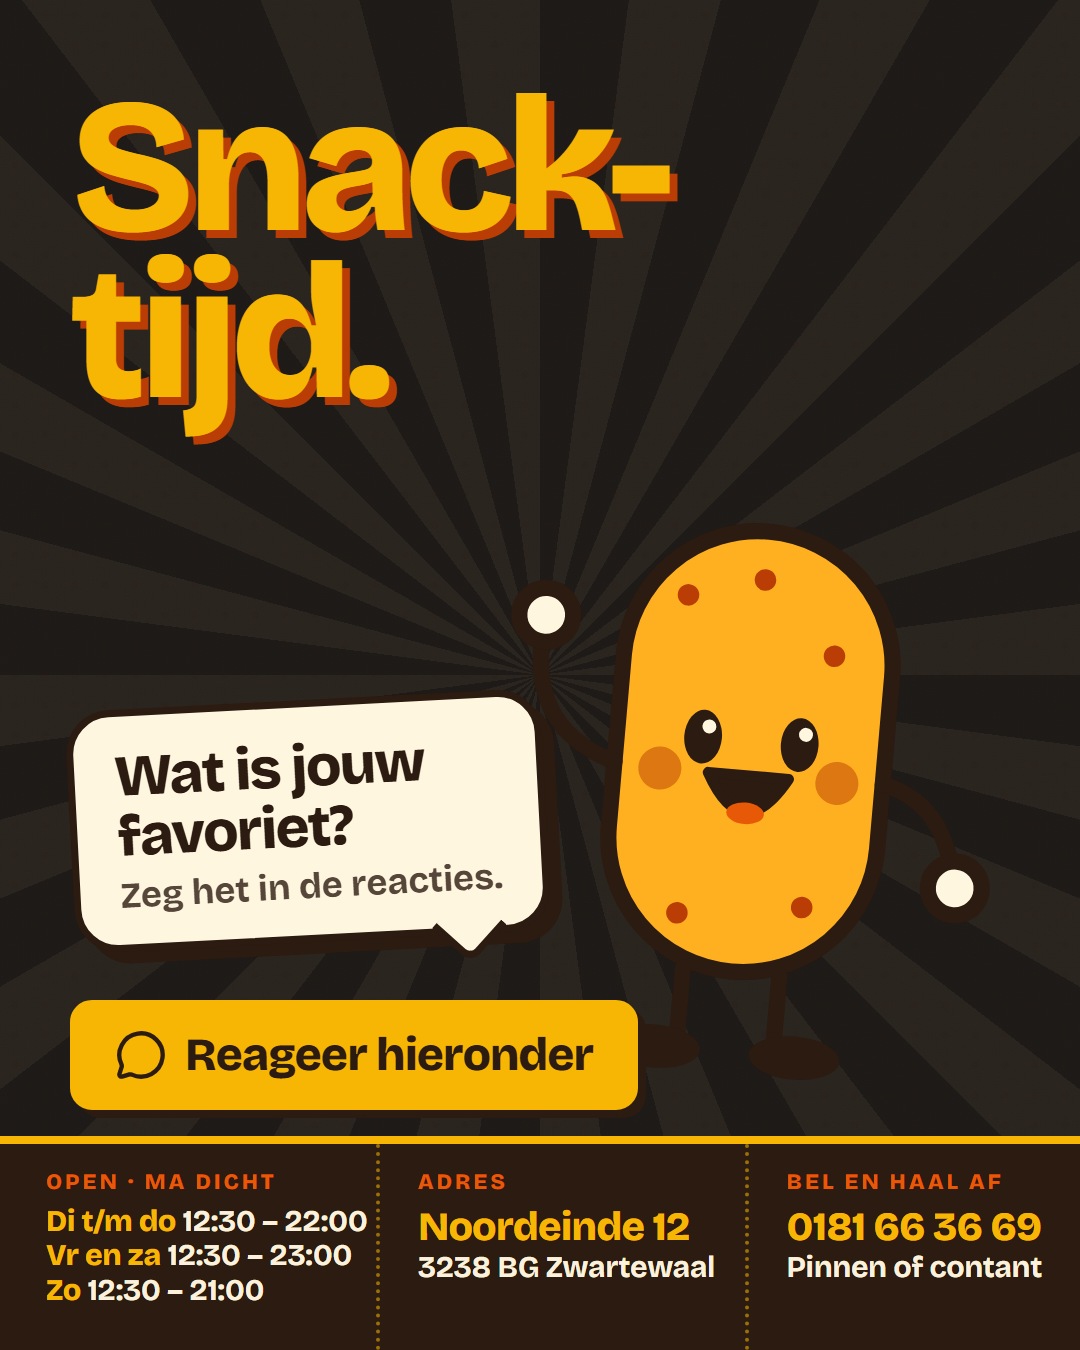 Snack-
tijd.
Wat is jouw
favoriet?
Zeg het in de reacties.
Reageer hieronder
OPEN · MA DICHT
Di t/m do 12:30 – 22:00
Vr en za 12:30 – 23:00
Zo 12:30 – 21:00
ADRES
Noordeinde 12
3238 BG Zwartewaal
BEL EN HAAL AF
0181 66 36 69
Pinnen of contant